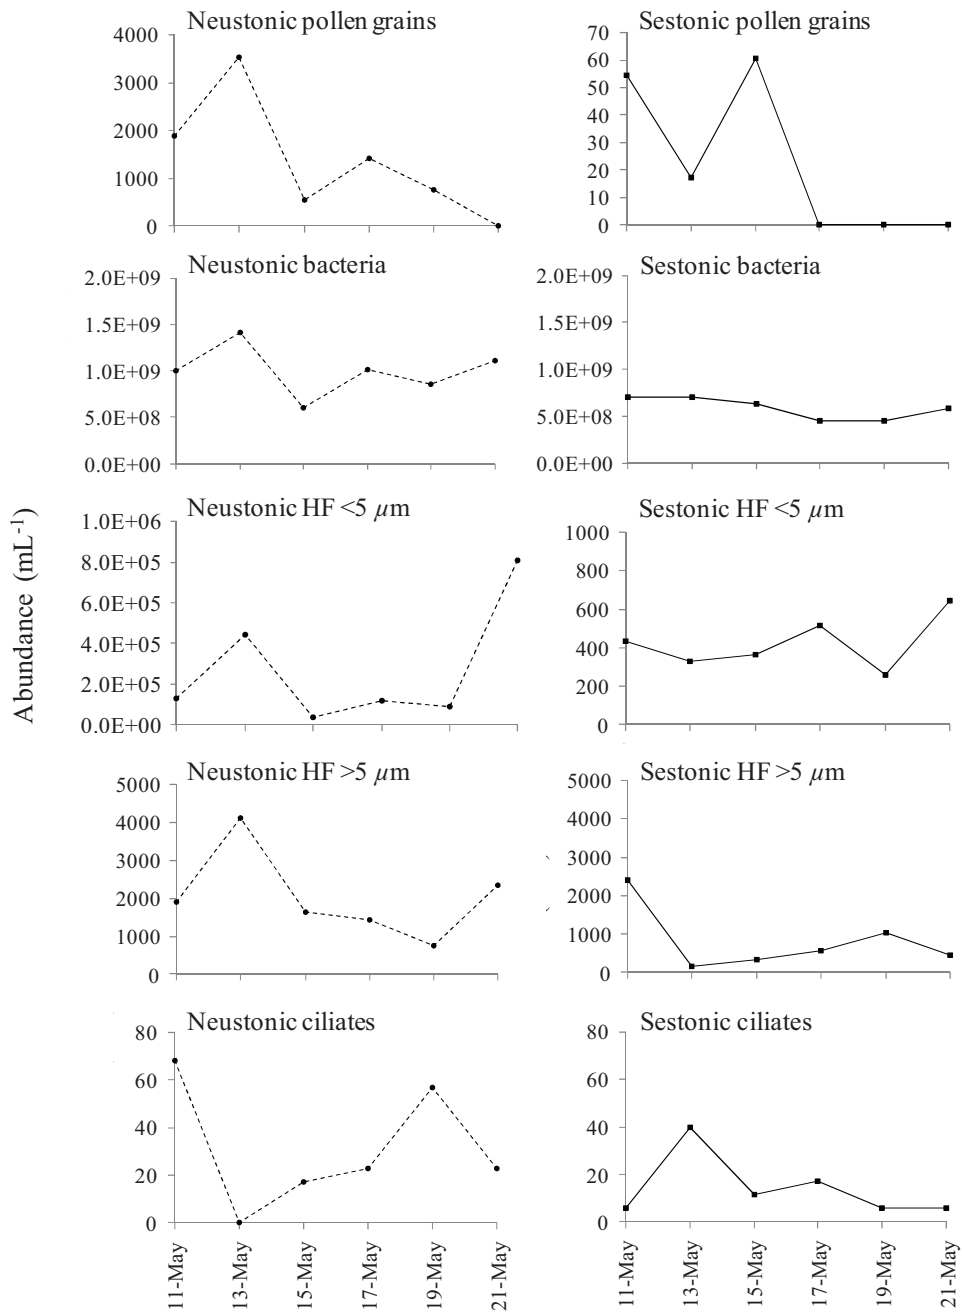 Neustonic pollen grains
4000
3000
2000
1000
0
Sestonic pollen grains
70
60
50
40
30
20
10
0
Neustonic bacteria
2.0E+09
1.5E+09
1.0E+09
5.0E+08
0.0E+00
Sestonic bacteria
2.0E+09
1.5E+09
1.0E+09
5.0E+08
0.0E+00
Abundance (mL⁻¹)
Neustonic HF <5 µm
1.0E+06
8.0E+05
6.0E+05
4.0E+05
2.0E+05
0.0E+00
Sestonic HF <5 µm
1000
800
600
400
200
0
Neustonic HF >5 µm
5000
4000
3000
2000
1000
0
Sestonic HF >5 µm
5000
4000
3000
2000
1000
0
Neustonic ciliates
80
60
40
20
0
11-May
13-May
15-May
17-May
19-May
21-May
Sestonic ciliates
80
60
40
20
0
11-May
13-May
15-May
17-May
19-May
21-May